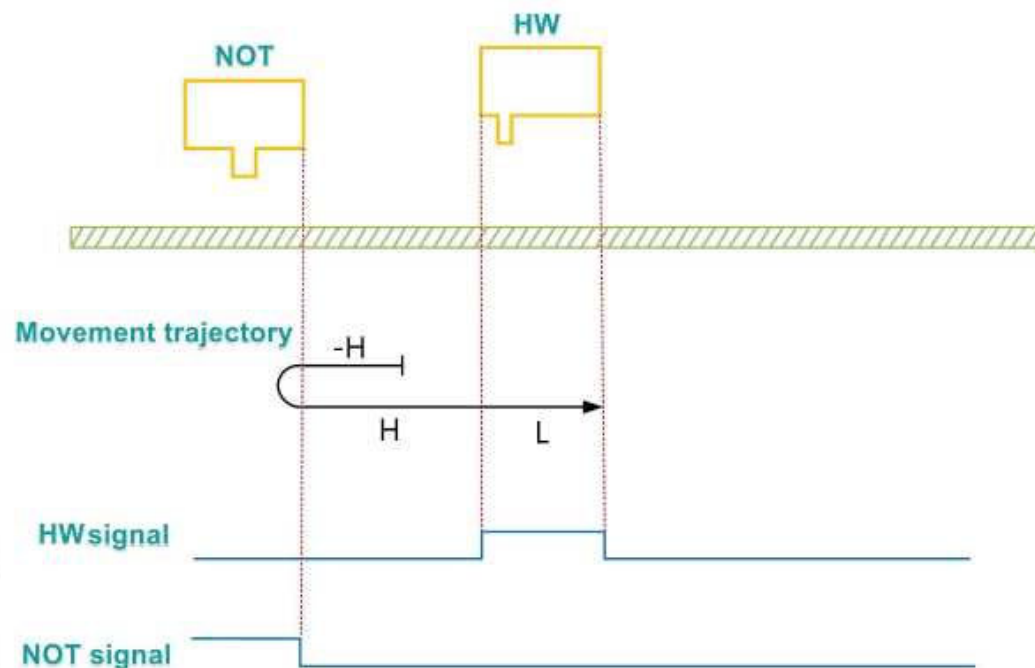 HW
NOT
Movement trajectory
-H
H
L
HWsignal
NOT signal